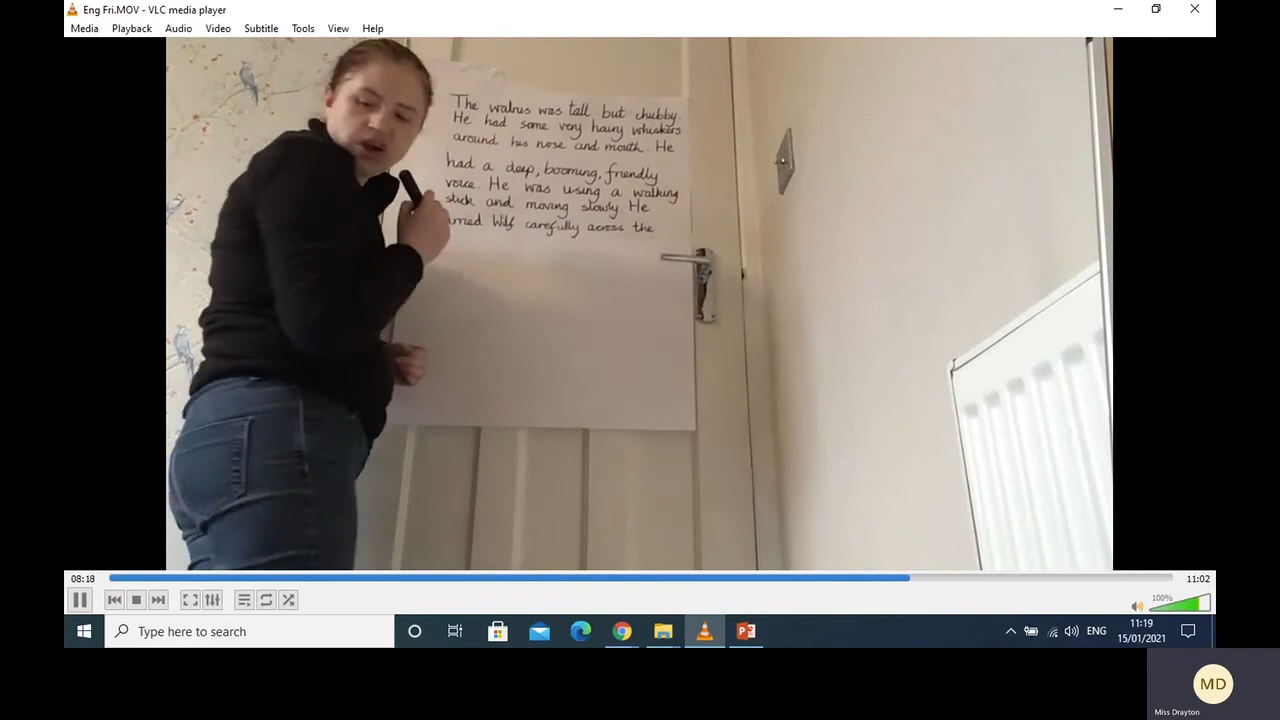 Eng Fri.MOV - VLC media player
Media Playback Audio Video Subtitle Tools View Help
The walrus was tall but chubby.
He had some very hairy whiskers
around his nose and mouth. He
had a deep, booming, friendly
voice. He was using a walking
stick and moving slowly. He
Wilf carefully across the
08:18
11:02
100%
Type here to search
ENG
11:19
15/01/2021
MD
Miss Drayton